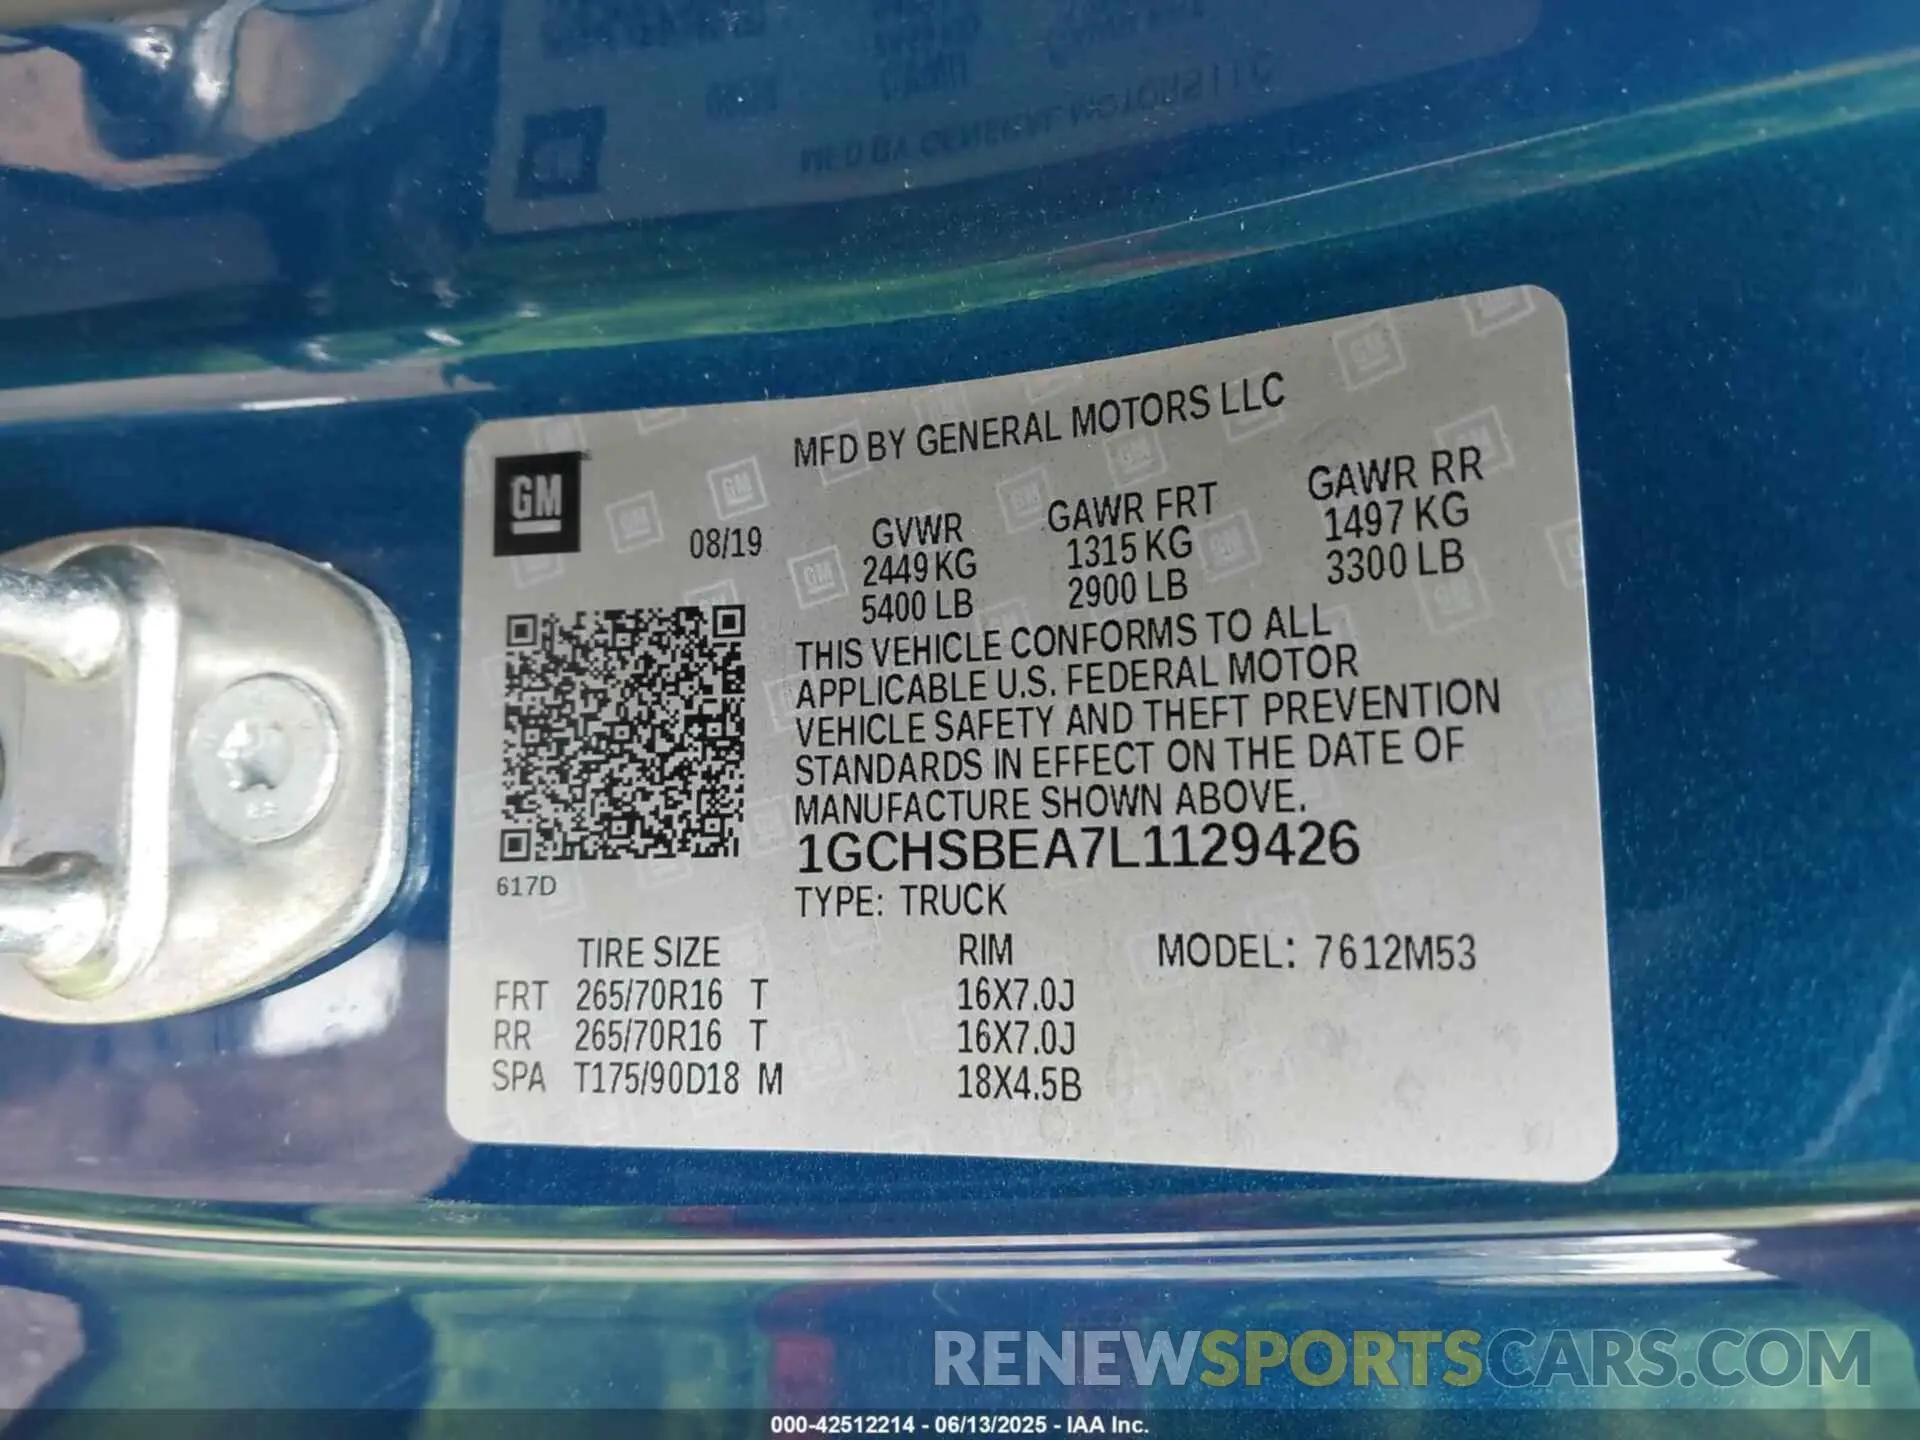 MFD BY GENERAL MOTORS LLC
GM
08/19
GVWR
2449 KG
5400 LB
GAWR FRT
1315 KG
2900 LB
GAWR RR
1497 KG
3300 LB
THIS VEHICLE CONFORMS TO ALL
APPLICABLE U.S. FEDERAL MOTOR
VEHICLE SAFETY AND THEFT PREVENTION
STANDARDS IN EFFECT ON THE DATE OF
MANUFACTURE SHOWN ABOVE.
1GCHSBEA7L1129426
617D
TYPE: TRUCK
TIRE SIZE RIM MODEL: 7612M53
FRT 265/70R16 T 16X7.0J
RR 265/70R16 T 16X7.0J
SPA T175/90D18 M 18X4.5B
RENEWSPORTSCARS.COM
000-42512214 - 06/13/2025 - IAA Inc.